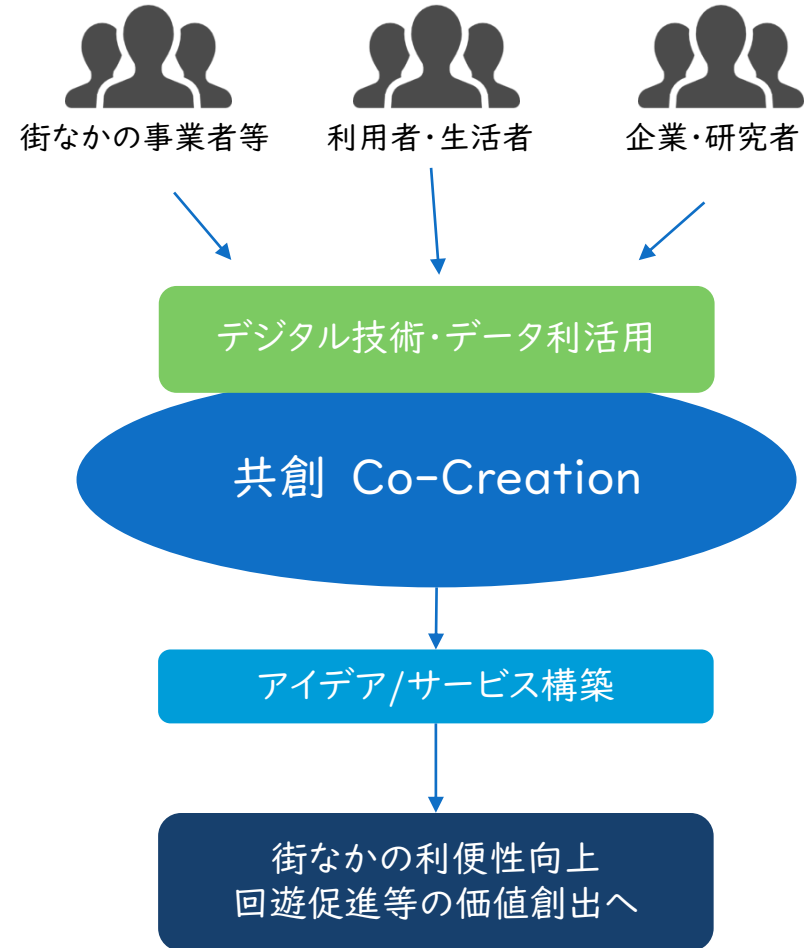 街なかの事業者等
利用者・生活者
企業・研究者
デジタル技術・データ利活用
共創 Co-Creation
アイデア/サービス構築
街なかの利便性向上
回遊促進等の価値創出へ